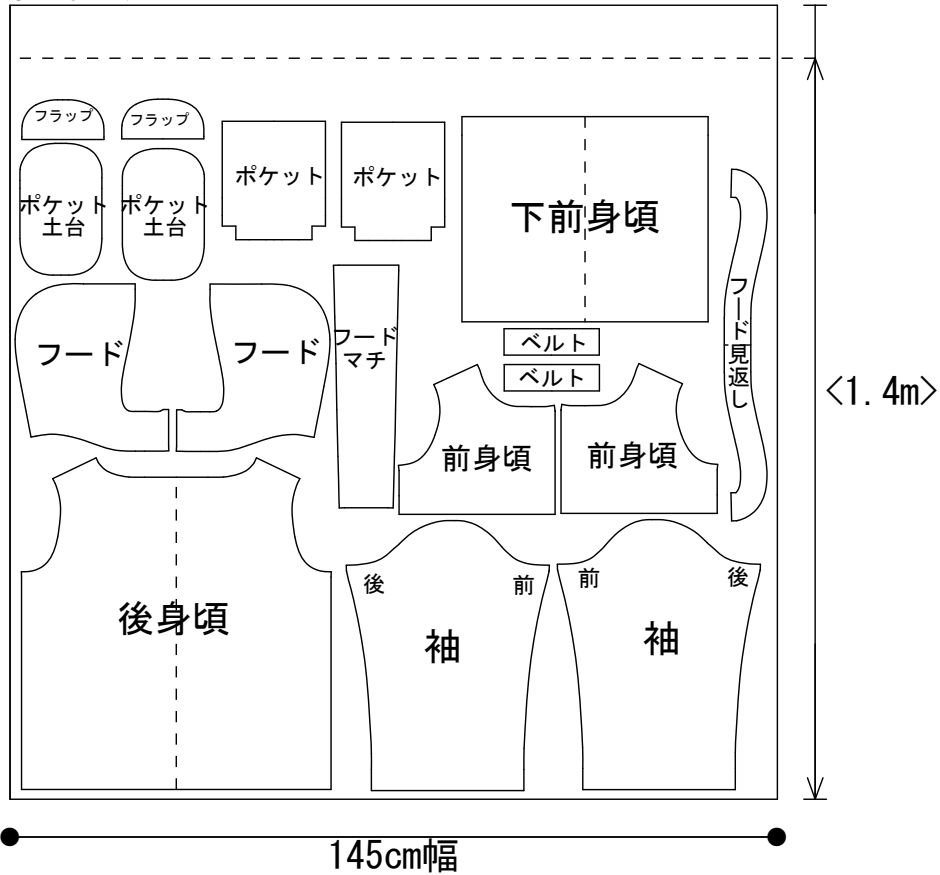 フラップ
フラップ
ポケット
ポケット
ポケット
土台
ポケット
土台
下前身頃
フード見返し
フード
フード
フード
マチ
ベルト
ベルト
<1.4m>
前身頃
前身頃
後身頃
後
前
袖
前
後
袖
145cm幅